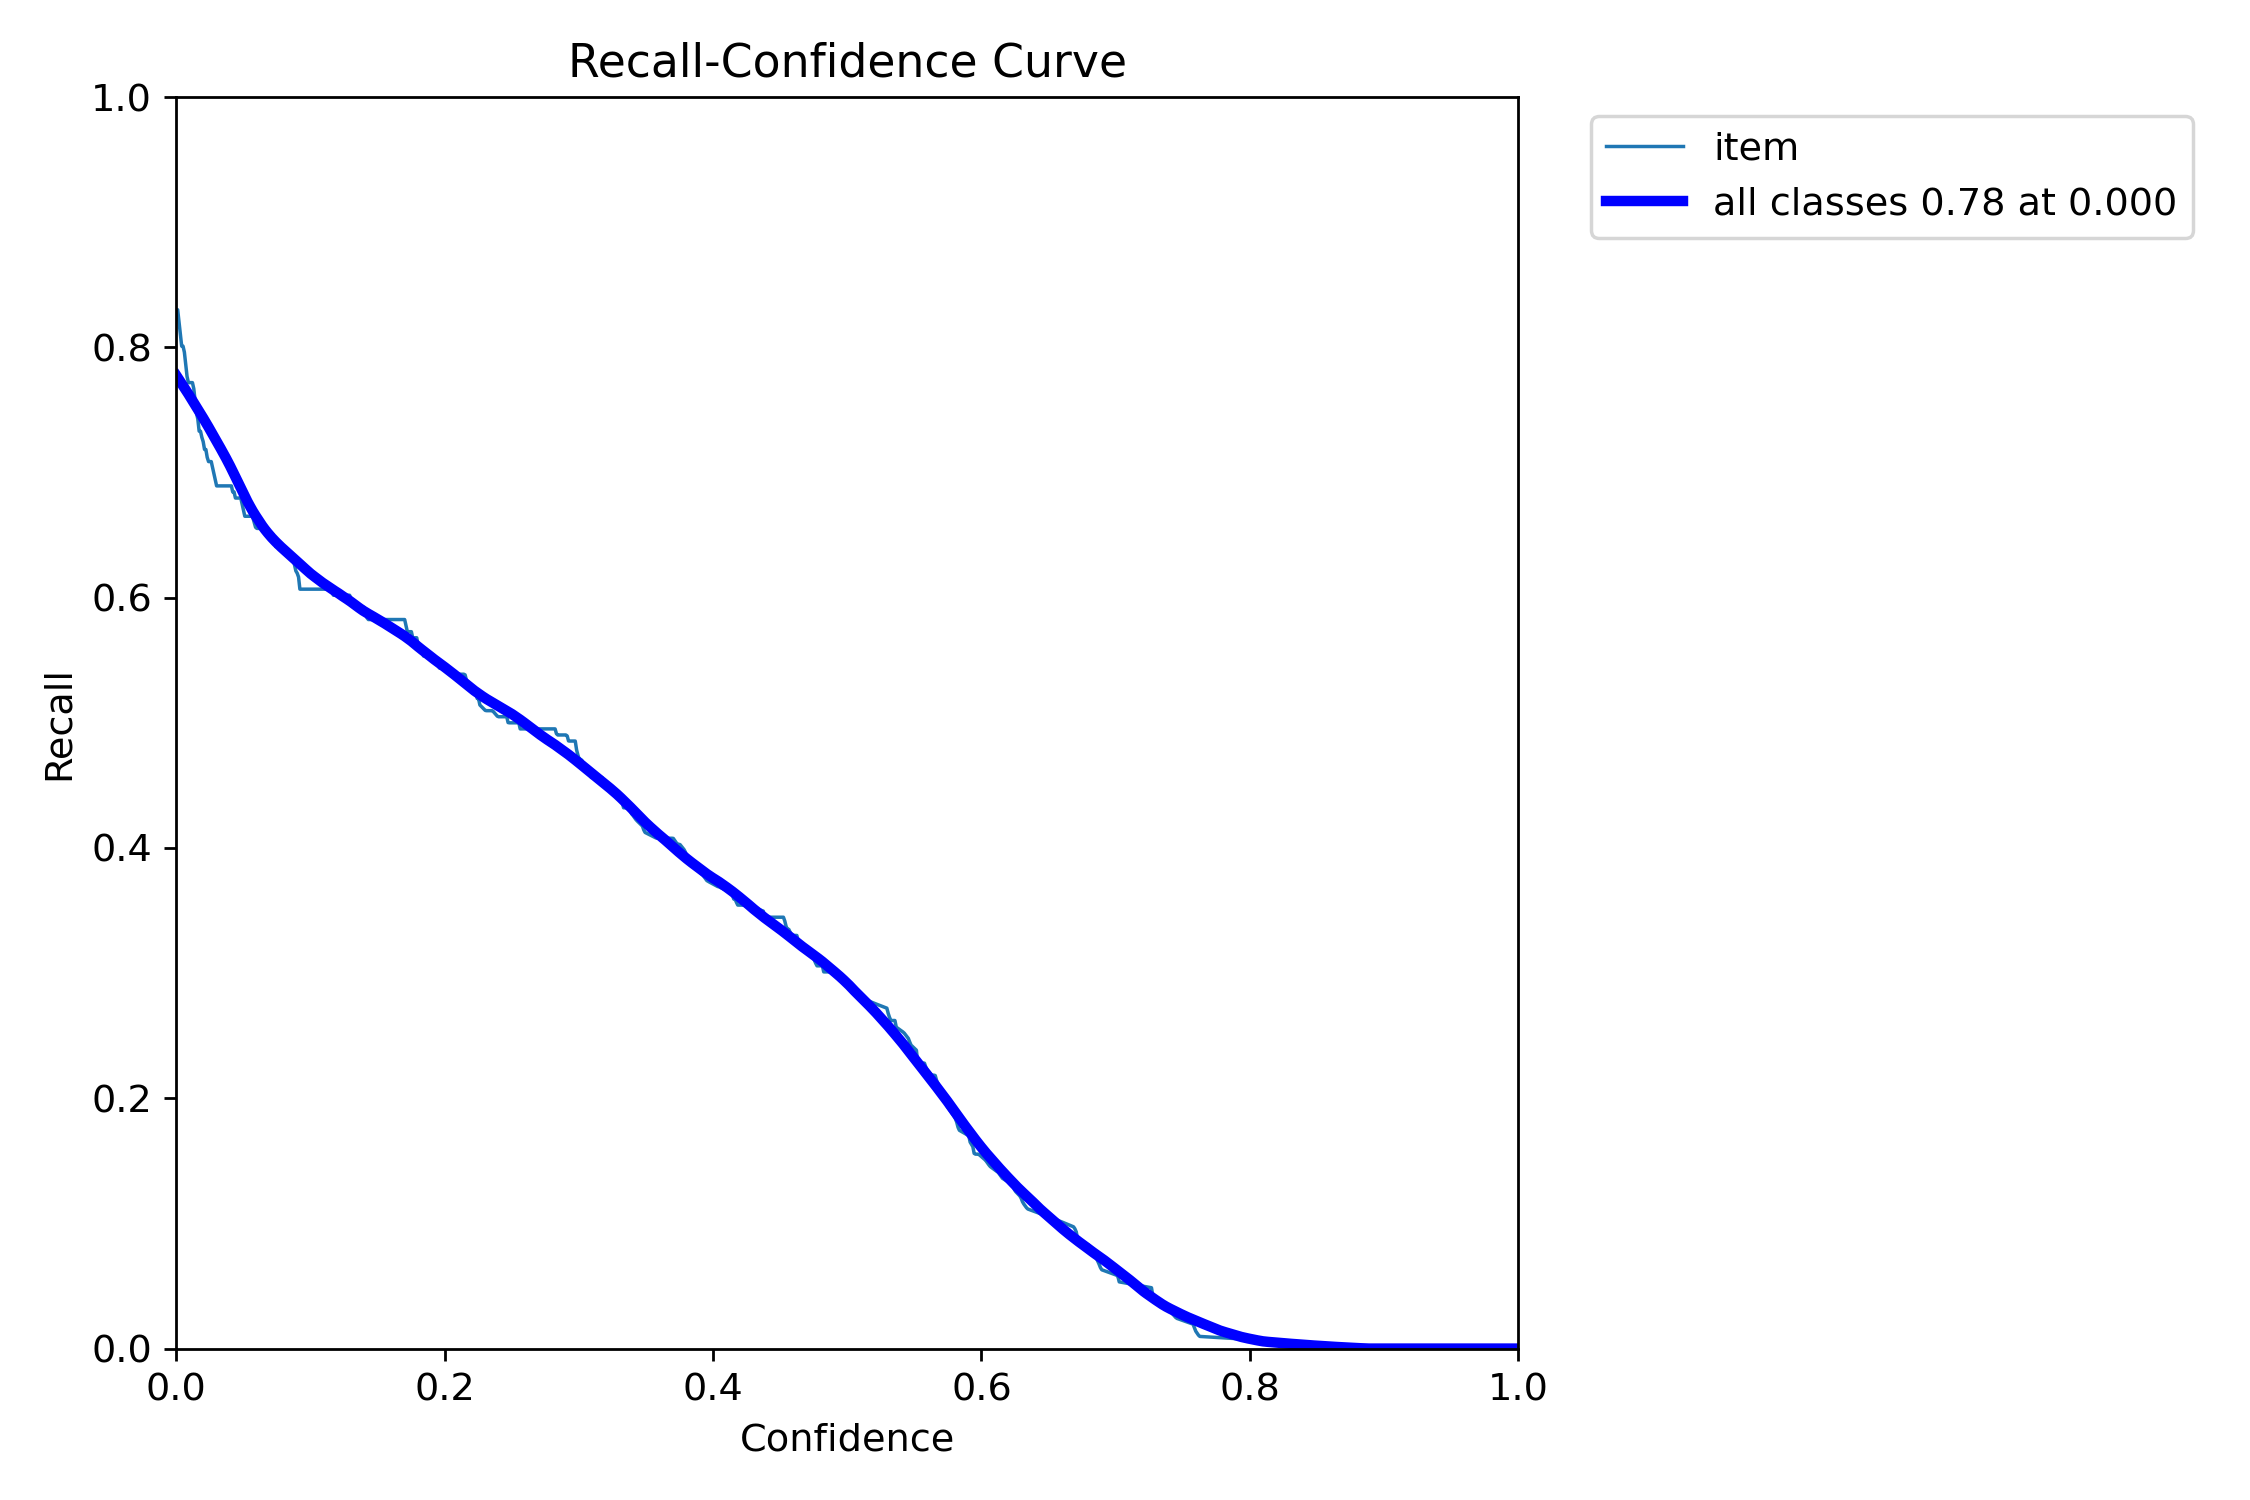 Recall-Confidence Curve
1.0
0.8
0.6
0.4
0.2
0.0
Recall
0.0 0.2 0.4 0.6 0.8 1.0
Confidence
item
all classes 0.78 at 0.000